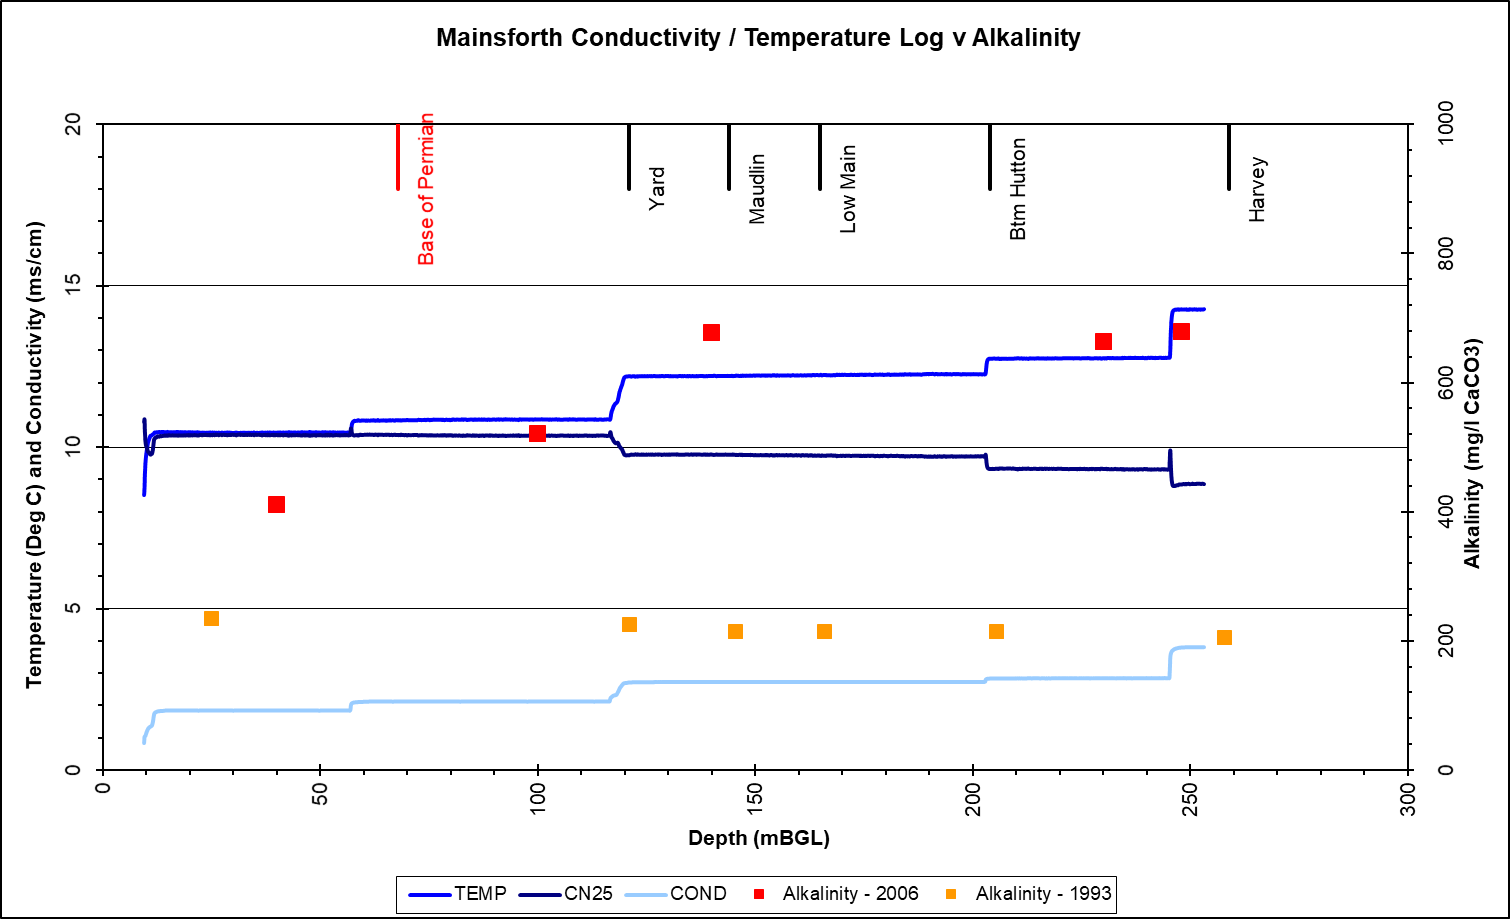 Mainsforth Conductivity / Temperature Log v Alkalinity
20
15
10
5
0
Temperature (Deg C) and Conductivity (ms/cm)
Base of Permian
Yard
Maudlin
Low Main
Btm Hutton
Harvey
1000
800
600
400
200
0
Alkalinity (mg/l CaCO3)
0
50
100
150
200
250
300
Depth (mBGL)
TEMP
CN25
COND
Alkalinity - 2006
Alkalinity - 1993